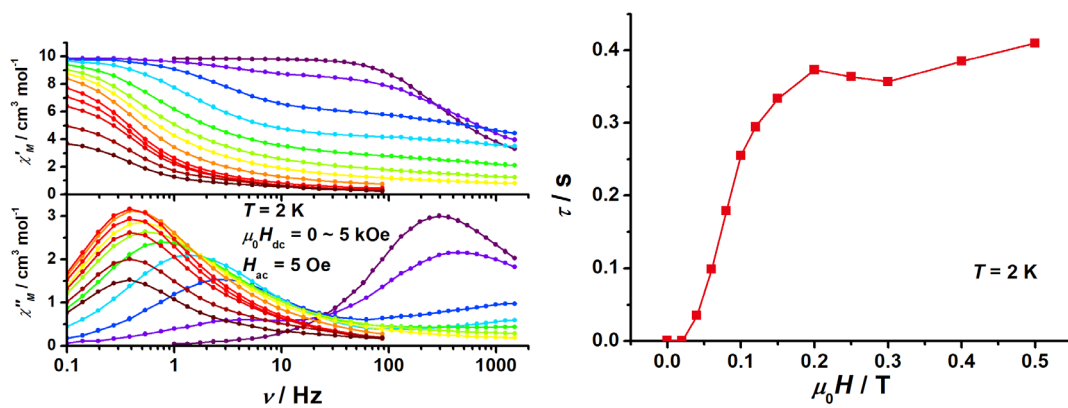 χ'M / cm³ mol⁻¹
10
8
6
4
2
0
χ''M / cm³ mol⁻¹
3
2
1
0
T = 2 K
μ₀Hdc = 0 ~ 5 kOe
Hac = 5 Oe
0.1 1 10 100 1000
ν / Hz
τ / s
0.4
0.3
0.2
0.1
0.0
T = 2 K
0.0 0.1 0.2 0.3 0.4 0.5
μ₀H / T